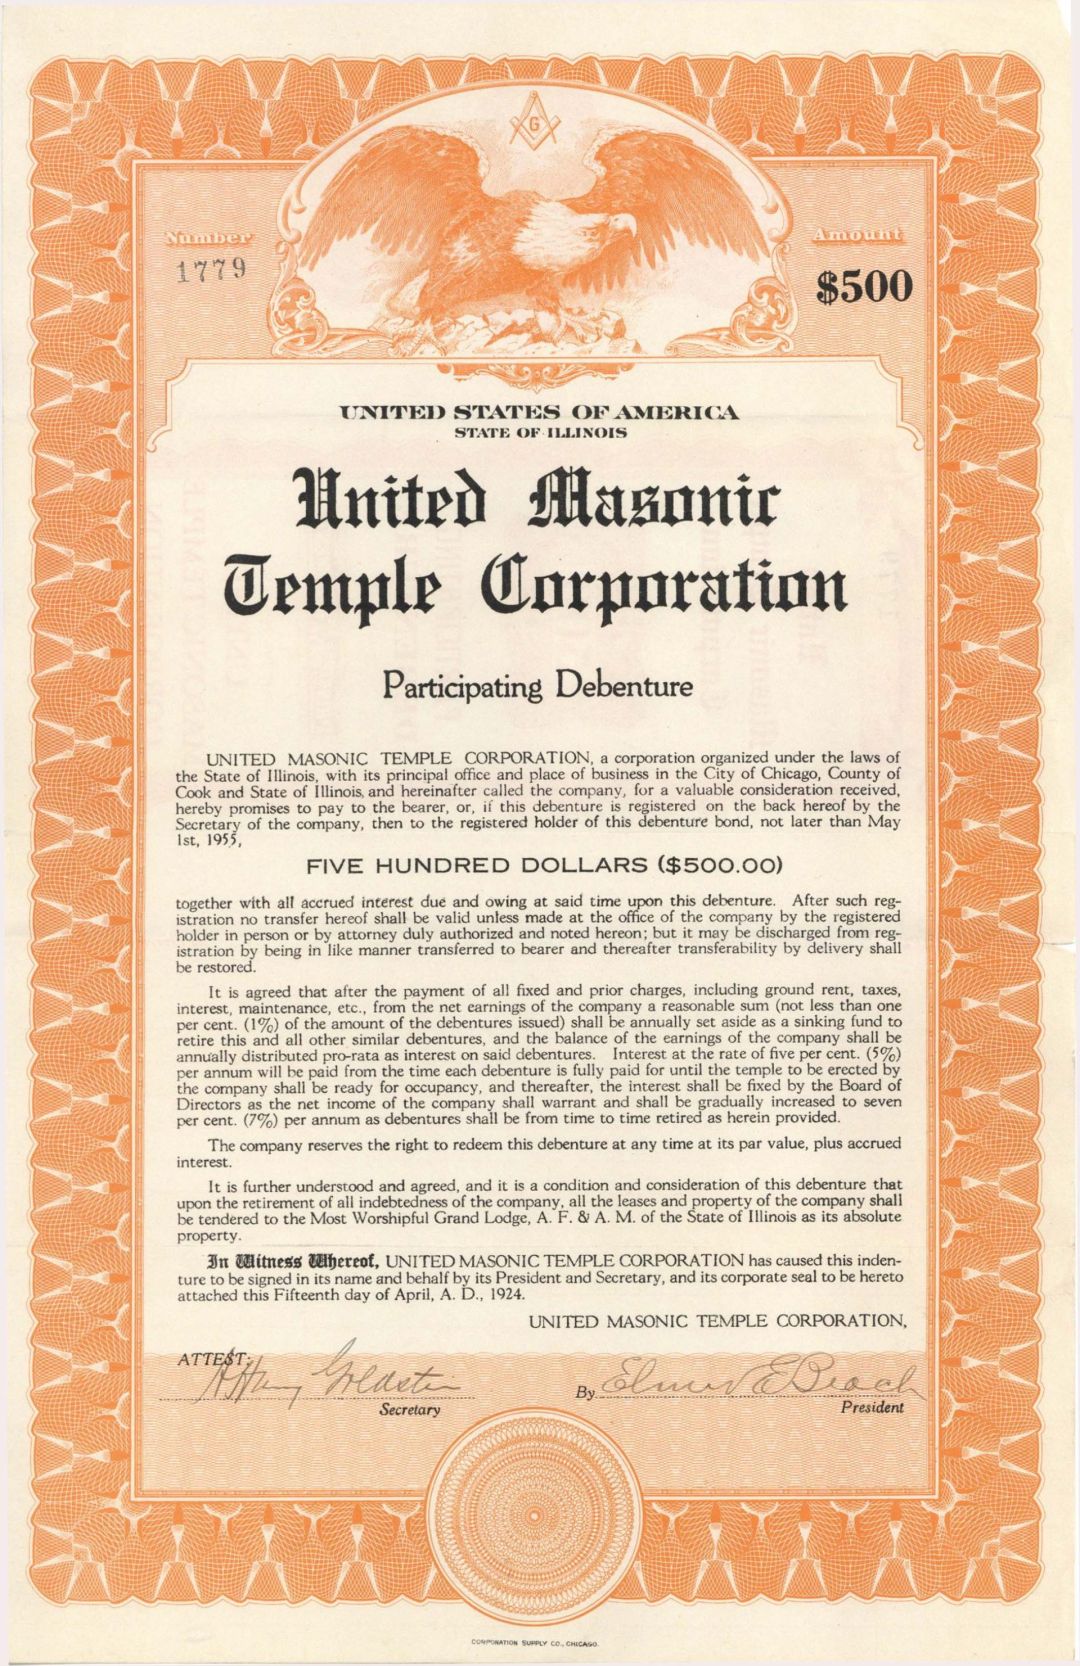 G
Number
Amount
1779
$500
UNITED STATES OF AMERICA
STATE OF ILLINOIS
United Masonic
Temple Corporation
Participating Debenture
UNITED MASONIC TEMPLE CORPORATION, a corporation organized under the laws of
the State of Illinois, with its principal office and place of business in the City of Chicago, County of
Cook and State of Illinois, and hereinafter called the company, for a valuable consideration received,
hereby promises to pay to the bearer, or, if this debenture is registered on the back hereof by the
Secretary of the company, then to the registered holder of this debenture bond, not later than May
1st, 1955,
FIVE HUNDRED DOLLARS ($500.00)
together with all accrued interest due and owing at said time upon this debenture. After such reg-
istration no transfer hereof shall be valid unless made at the office of the company by the registered
holder in person or by attorney duly authorized and noted hereon; but it may be discharged from reg-
istration by being in like manner transferred to bearer and thereafter transferability by delivery shall
be restored.
It is agreed that after the payment of all fixed and prior charges, including ground rent, taxes,
interest, maintenance, etc., from the net earnings of the company a reasonable sum (not less than one
per cent. (1%) of the amount of the debentures issued) shall be annually set aside as a sinking fund to
retire this and all other similar debentures, and the balance of the earnings of the company shall be
annually distributed pro-rata as interest on said debentures. Interest at the rate of five per cent. (5%)
per annum will be paid from the time each debenture is fully paid for until the temple to be erected by
the company shall be ready for occupancy, and thereafter, the interest shall be fixed by the Board of
Directors as the net income of the company shall warrant and shall be gradually increased to seven
per cent. (7%) per annum as debentures shall be from time to time retired as herein provided.
The company reserves the right to redeem this debenture at any time at its par value, plus accrued
interest.
It is further understood and agreed, and it is a condition and consideration of this debenture that
upon the retirement of all indebtedness of the company, all the leases and property of the company shall
be tendered to the Most Worshipful Grand Lodge, A. F. & A. M. of the State of Illinois as its absolute
property.
In Witness Whereof, UNITED MASONIC TEMPLE CORPORATION has caused this inden-
ture to be signed in its name and behalf by its President and Secretary, and its corporate seal to be hereto
attached this Fifteenth day of April, A. D., 1924.
UNITED MASONIC TEMPLE CORPORATION,
ATTEST:
Secretary
By Elmer E Beach
President
CORPORATION SUPPLY CO., CHICAGO.